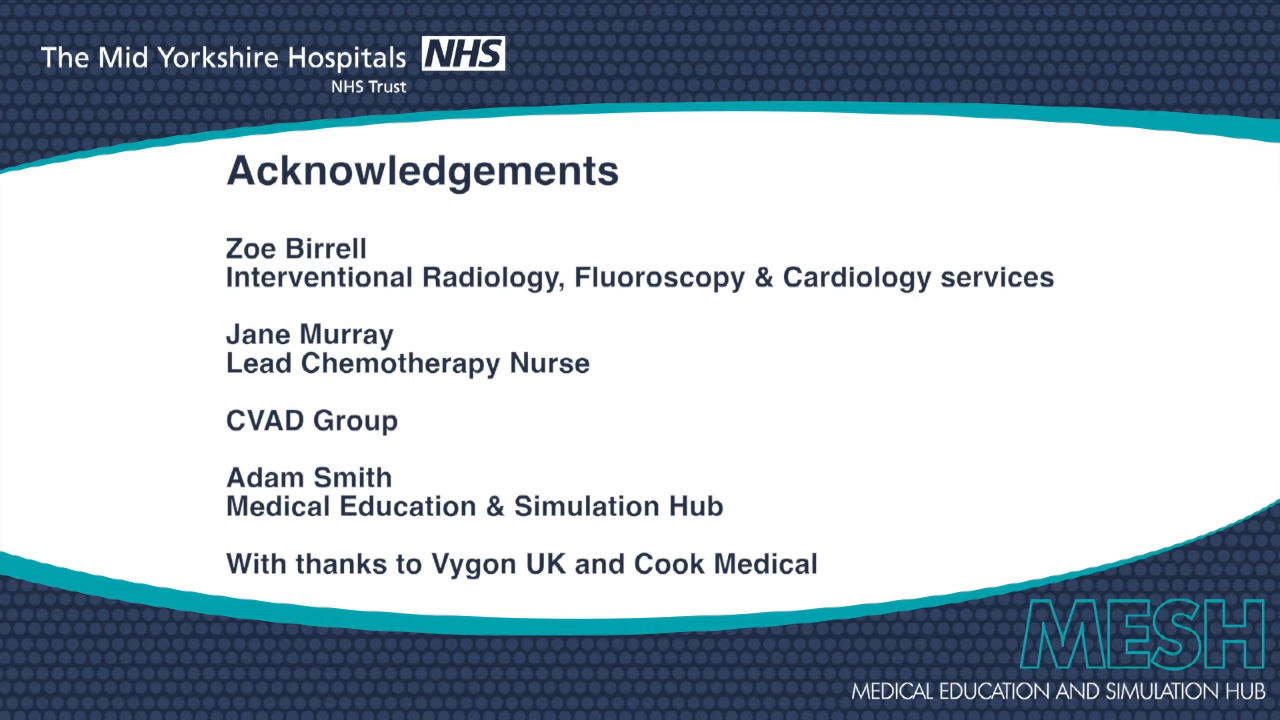 The Mid Yorkshire Hospitals NHS
NHS Trust
Acknowledgements
Zoe Birrell
Interventional Radiology, Fluoroscopy & Cardiology services
Jane Murray
Lead Chemotherapy Nurse
CVAD Group
Adam Smith
Medical Education & Simulation Hub
With thanks to Vygon UK and Cook Medical
MESH
MEDICAL EDUCATION AND SIMULATION HUB